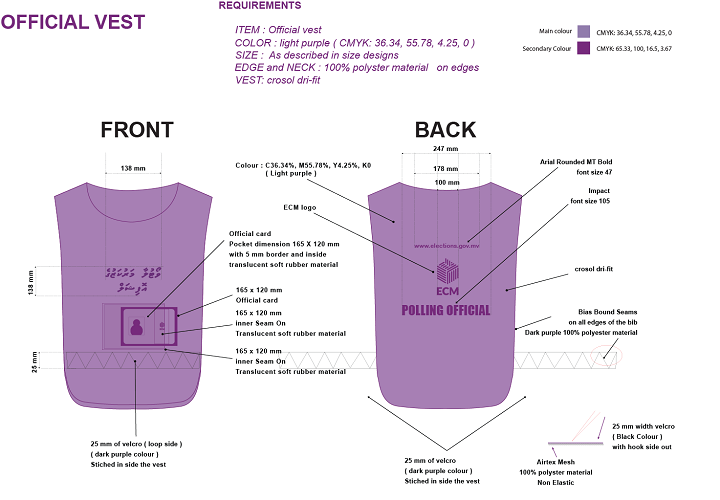 OFFICIAL VEST
REQUIREMENTS
ITEM : Official vest
COLOR : light purple ( CMYK: 36.34, 55.78, 4.25, 0 )
SIZE : As described in size designs
EDGE and NECK : 100% polyster material on edges
VEST: crosol dri-fit
Main colour CMYK: 36.34, 55.78, 4.25, 0
Secondary Colour CMYK: 65.33, 100, 16.5, 3.67
FRONT
138 mm
138 mm
25 mm
Official card
Pocket dimension 165 X 120 mm
with 5 mm border and inside
translucent soft rubber material
165 x 120 mm
Official card
165 x 120 mm
inner Seam On
Translucent soft rubber material
165 x 120 mm
inner Seam On
Translucent soft rubber material
25 mm of velcro ( loop side )
( dark purple colour )
Stiched in side the vest
BACK
247 mm
178 mm
100 mm
Colour : C36.34%, M55.78%, Y4.25%, K0
( Light purple )
ECM logo
www.elections.gov.mv
ECM
POLLING OFFICIAL
Arial Rounded MT Bold
font size 47
Impact
font size 105
crosol dri-fit
Bias Bound Seams
on all edges of the bib
Dark purple 100% polyester material
25 mm of velcro
( dark purple colour )
Stiched in side the vest
25 mm width velcro
( Black Colour )
with hook side out
Airtex Mesh
100% polyester material
Non Elastic